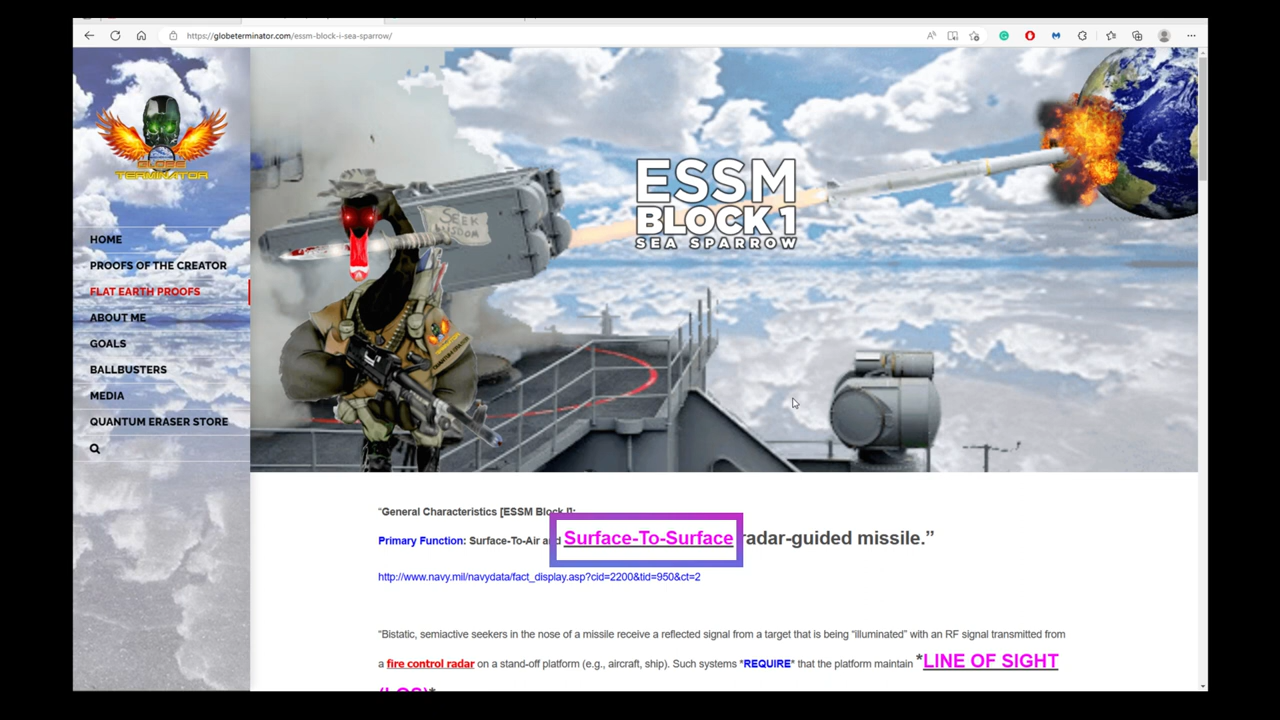 https://globeterminator.com/essm-block-i-sea-sparrow/
GLOBE
TERMINATOR
HOME
PROOFS OF THE CREATOR
FLAT EARTH PROOFS
ABOUT ME
GOALS
BALLBUSTERS
MEDIA
QUANTUM ERASER STORE
SEEK
WISDOM
ESSM
BLOCK 1
SEA SPARROW
"General Characteristics [ESSM Block I]:
Primary Function: Surface-To-Air and Surface-To-Surface radar-guided missile.”
http://www.navy.mil/navydata/fact_display.asp?cid=2200&tid=950&ct=2
“Bistatic, semiactive seekers in the nose of a missile receive a reflected signal from a target that is being “illuminated” with an RF signal transmitted from
a fire control radar on a stand-off platform (e.g., aircraft, ship). Such systems *REQUIRE* that the platform maintain *LINE OF SIGHT
(LOS)*